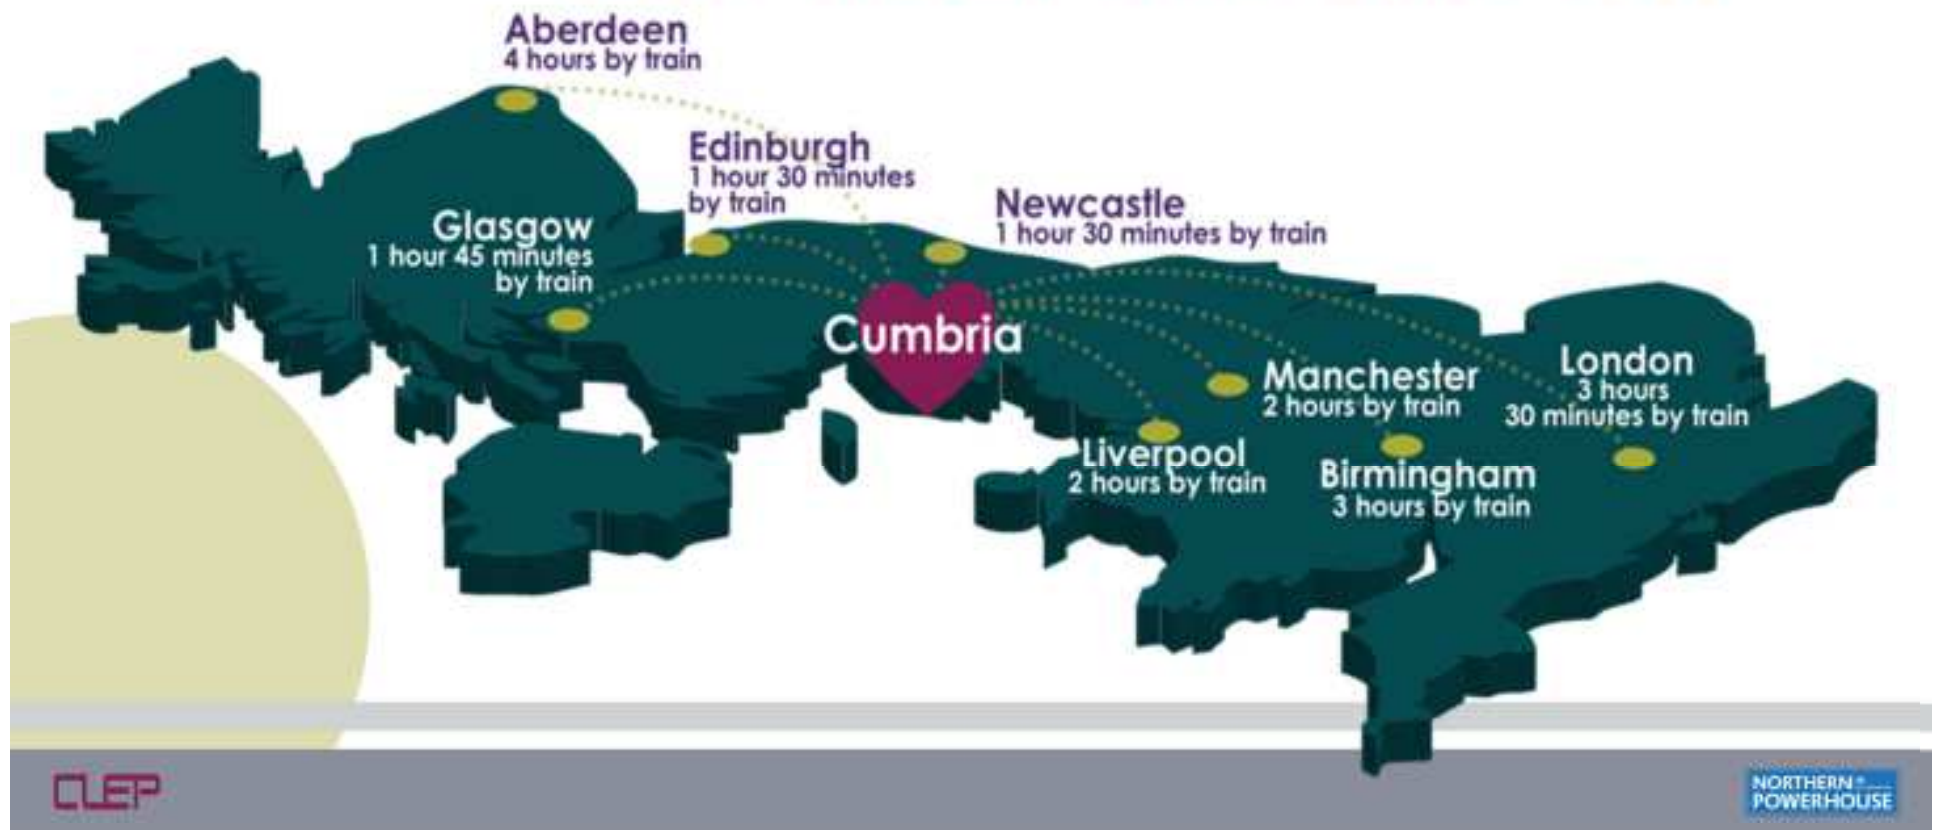 Aberdeen
4 hours by train
Edinburgh
1 hour 30 minutes
by train
Newcastle
1 hour 30 minutes by train
Glasgow
1 hour 45 minutes
by train
Cumbria
Manchester
2 hours by train
London
3 hours
30 minutes by train
Liverpool
2 hours by train
Birmingham
3 hours by train
CLEP
NORTHERN
POWERHOUSE